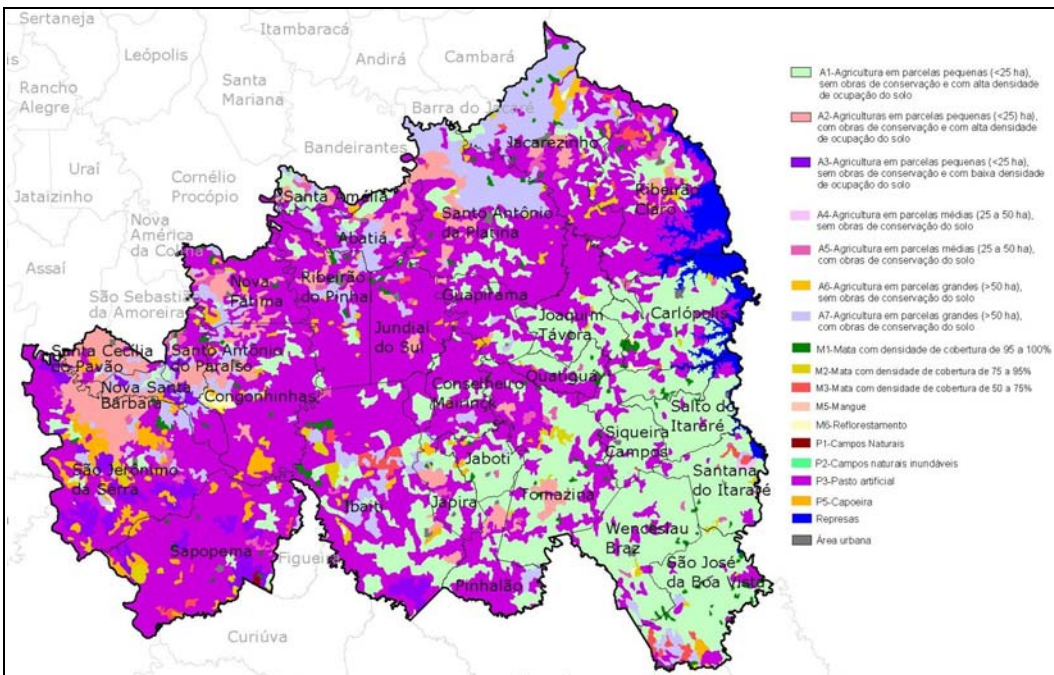 Sertaneja
Itambaracá
Leópolis
Andirá
Cambará
Rancho
Alegre
Santa
Mariana
Barra do Jacaré
Bandeirantes
Jacarezinho
Uraí
Cornélio
Procópio
Jataizinho
Santa Amélia
Ribeirão
Claro
Santo Antônio
da Platina
Abatiá
Nova
América
da Colina
Assaí
Nova
Fátima
Ribeirão
do Pinhal
Guapirama
São Sebastião
da Amoreira
Joaquim
Távora
Carlópolis
Jundiaí
do Sul
Santa Cecília
do Pavão
Santo Antônio
do Paraíso
Quatiguá
Conselheiro
Mairinck
Nova Santa
Bárbara
Congonhinhas
Salto do
Itararé
Siqueira
Campos
Jaboti
São Jerônimo
da Serra
Santana
do Itararé
Ibaiti
Japira
Tomazina
Wenceslau
Braz
Sapopema
Figueira
Pinhalão
São José
da Boa Vista
Curiúva
A1-Agricultura em parcelas pequenas (<25 ha),
sem obras de conservação e com alta densidade
de ocupação do solo
A2-Agriculturas em parcelas pequenas (<25) ha),
com obras de conservação e com alta densidade
de ocupação do solo
A3-Agricultura em parcelas pequenas (<25 ha),
sem obras de conservação e com baixa densidade
de ocupação do solo
A4-Agricultura em parcelas médias (25 a 50 ha),
sem obras de conservação do solo
A5-Agricultura em parcelas médias (25 a 50 ha),
com obras de conservação do solo
A6-Agricultura em parcelas grandes (>50 ha),
sem obras de conservação do solo
A7-Agricultura em parcelas grandes (>50 ha),
com obras de conservação do solo
M1-Mata com densidade de cobertura de 95 a 100%
M2-Mata com densidade de cobertura de 75 a 95%
M3-Mata com densidade de cobertura de 50 a 75%
M5-Mangue
M6-Reflorestamento
P1-Campos Naturais
P2-Campos naturais inundáveis
P3-Pasto artificial
P5-Capoeira
Represas
Área urbana